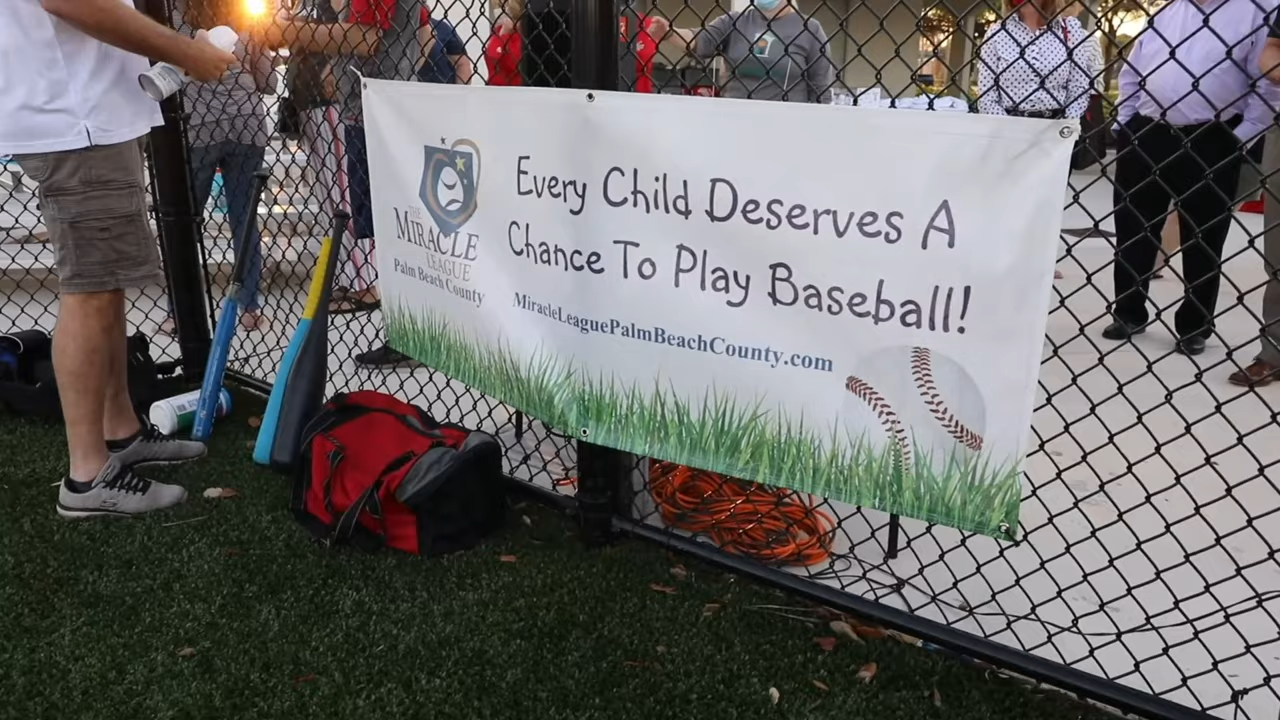 THE
MIRACLE
LEAGUE
Palm Beach County
Every Child Deserves A
Chance To Play Baseball!
MiracleLeaguePalmBeachCounty.com